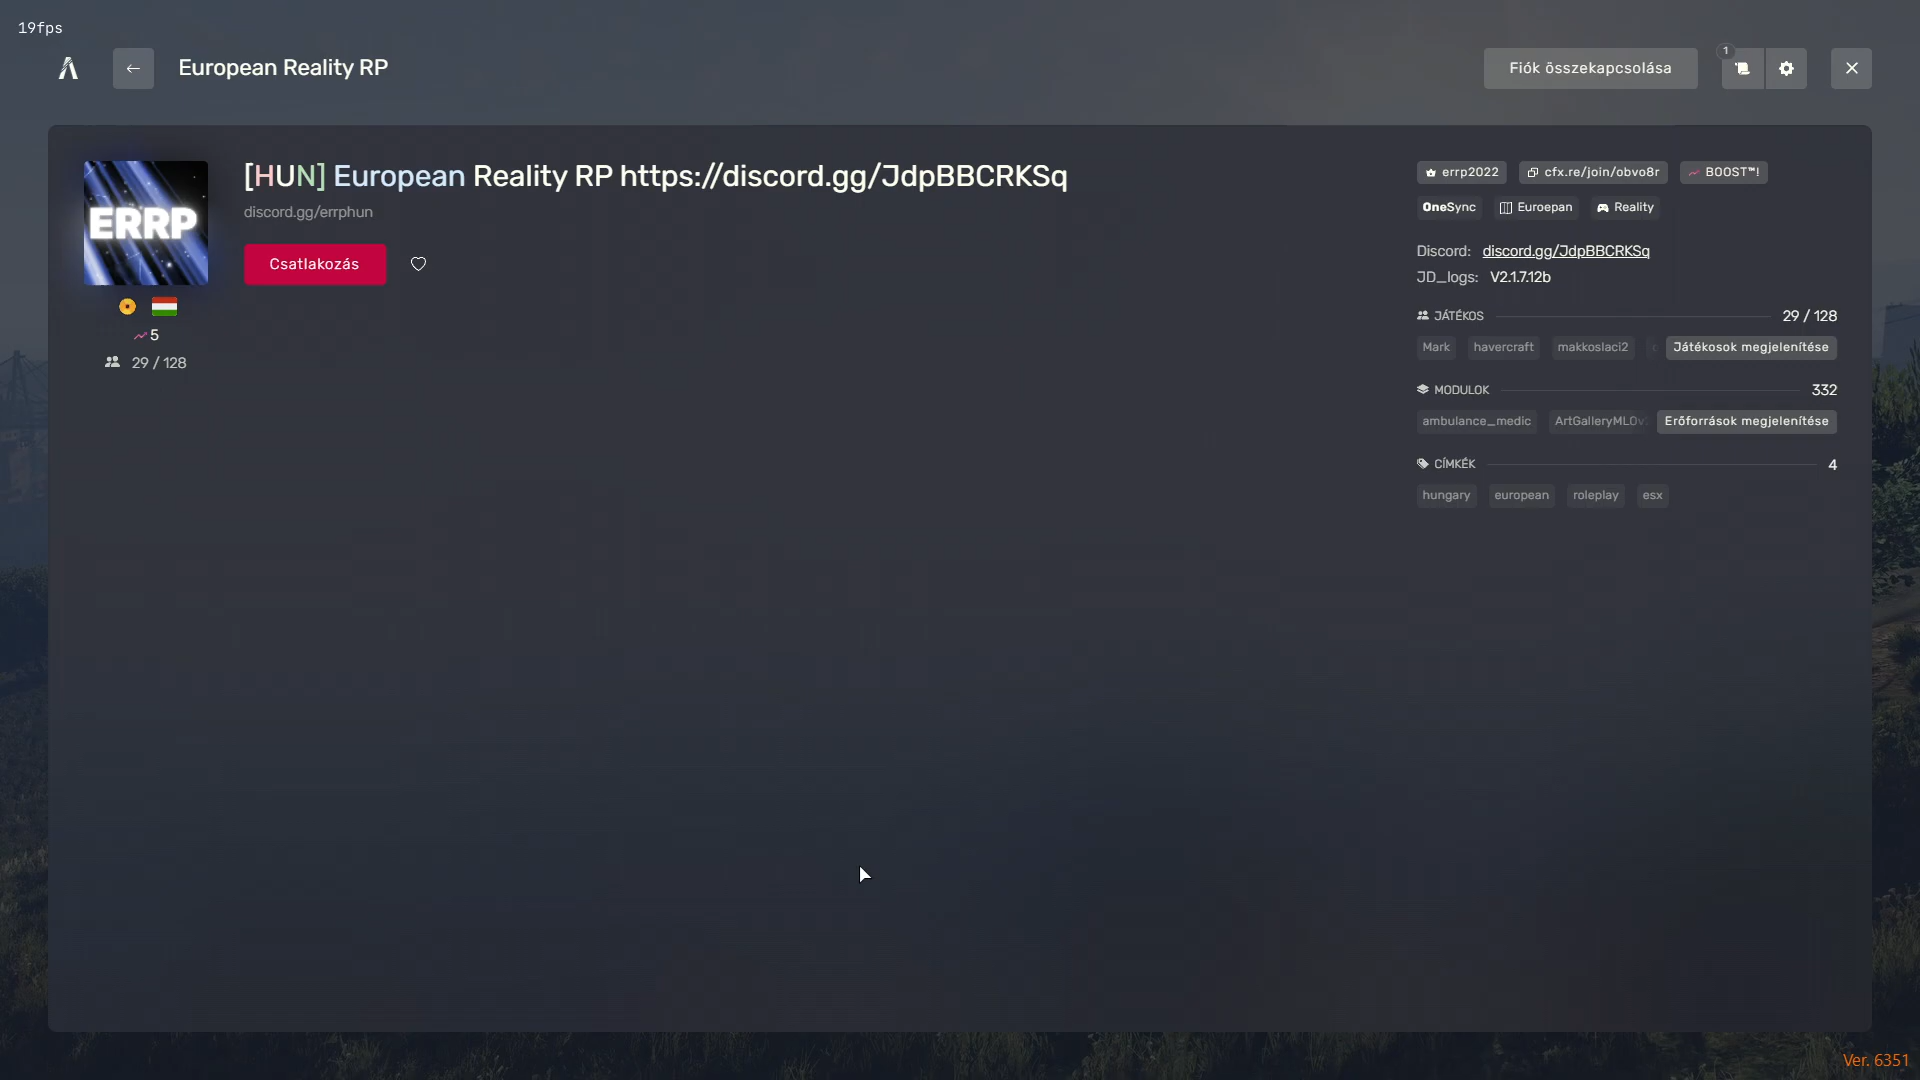 19fps
European Reality RP
Fiók összekapcsolása
1
ERRP
[HUN] European Reality RP https://discord.gg/JdpBBCRKSq
discord.gg/errphun
Csatlakozás
5
29 / 128
errp2022
cfx.re/join/obvo8r
BOOST™!
OneSync
Euroepan
Reality
Discord: discord.gg/JdpBBCRKSq
JD_logs: V2.1.7.12b
JÁTÉKOS 29 / 128
Mark havercraft makkoslaci2 Játékosok megjelenítése
MODULOK 332
ambulance_medic ArtGalleryMLOv Erőforrások megjelenítése
CÍMKÉK 4
hungary european roleplay esx
Ver. 6351